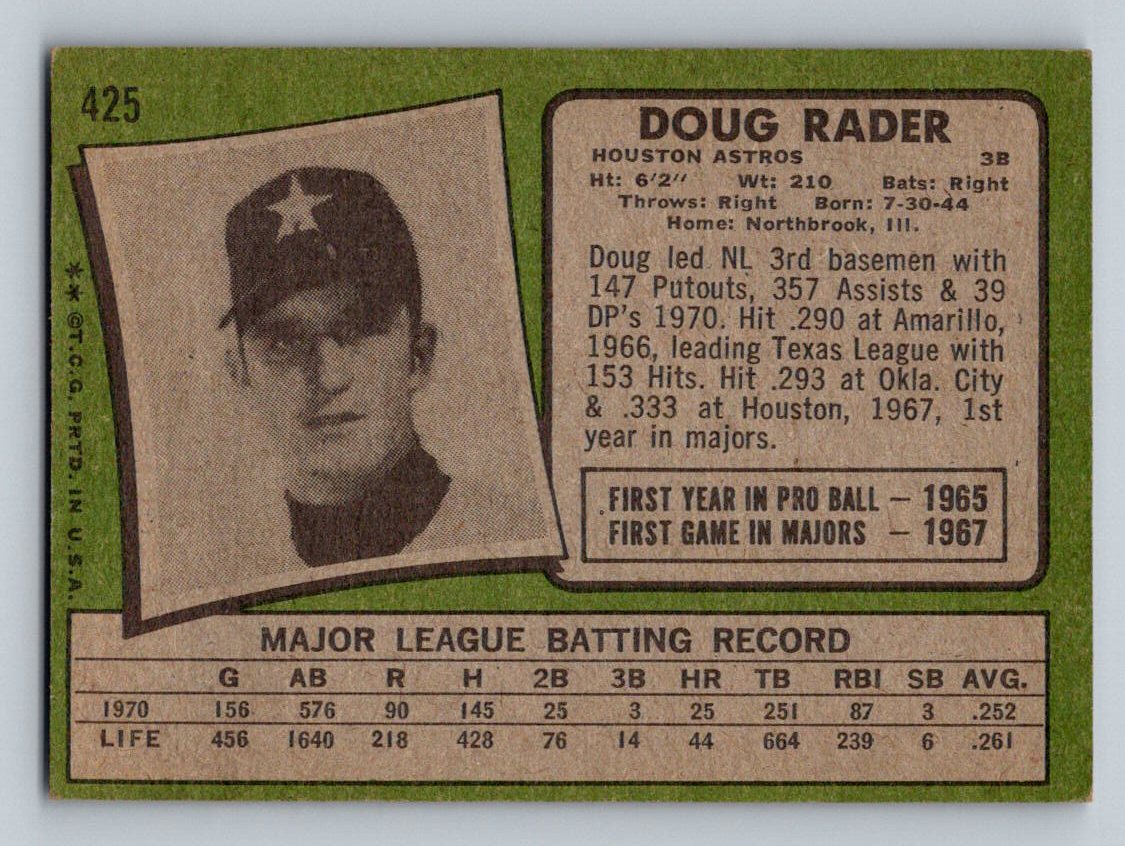 425
DOUG RADER
HOUSTON ASTROS 3B
Ht: 6'2" Wt: 210 Bats: Right
Throws: Right Born: 7-30-44
Home: Northbrook, Ill.
Doug led NL 3rd basemen with
147 Putouts, 357 Assists & 39
DP's 1970. Hit .290 at Amarillo,
1966, leading Texas League with
153 Hits. Hit .293 at Okla. City
& .333 at Houston, 1967, 1st
year in majors.
FIRST YEAR IN PRO BALL — 1965
FIRST GAME IN MAJORS — 1967
** ©T.C.G. PRTD. IN U.S.A.
MAJOR LEAGUE BATTING RECORD
G AB R H 2B 3B HR TB RBI SB AVG.
1970 156 576 90 145 25 3 25 251 87 3 .252
LIFE 456 1640 218 428 76 14 44 664 239 6 .261